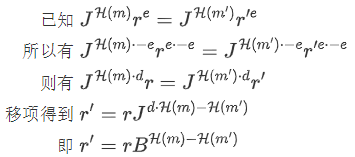 已知 J^{ℋ(m)}r^e = J^{ℋ(m′)}r′^e
所以有 J^{ℋ(m)·−e}r^{e·−e} = J^{ℋ(m′)·−e}r′^{e·−e}
则有 J^{ℋ(m)·d}r = J^{ℋ(m′)·d}r′
移项得到 r′ = rJ^{d·ℋ(m)−ℋ(m′)}
即 r′ = rB^{ℋ(m)−ℋ(m′)}